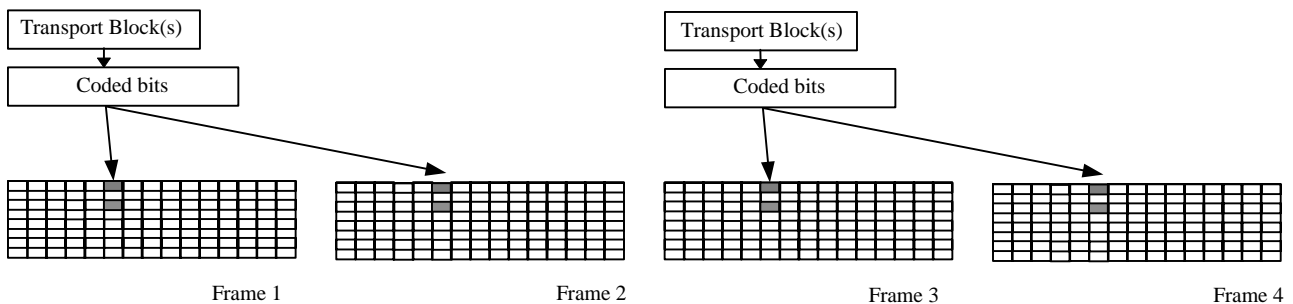 Transport Block(s)
Transport Block(s)
Coded bits
Coded bits
Frame 1
Frame 2
Frame 3
Frame 4